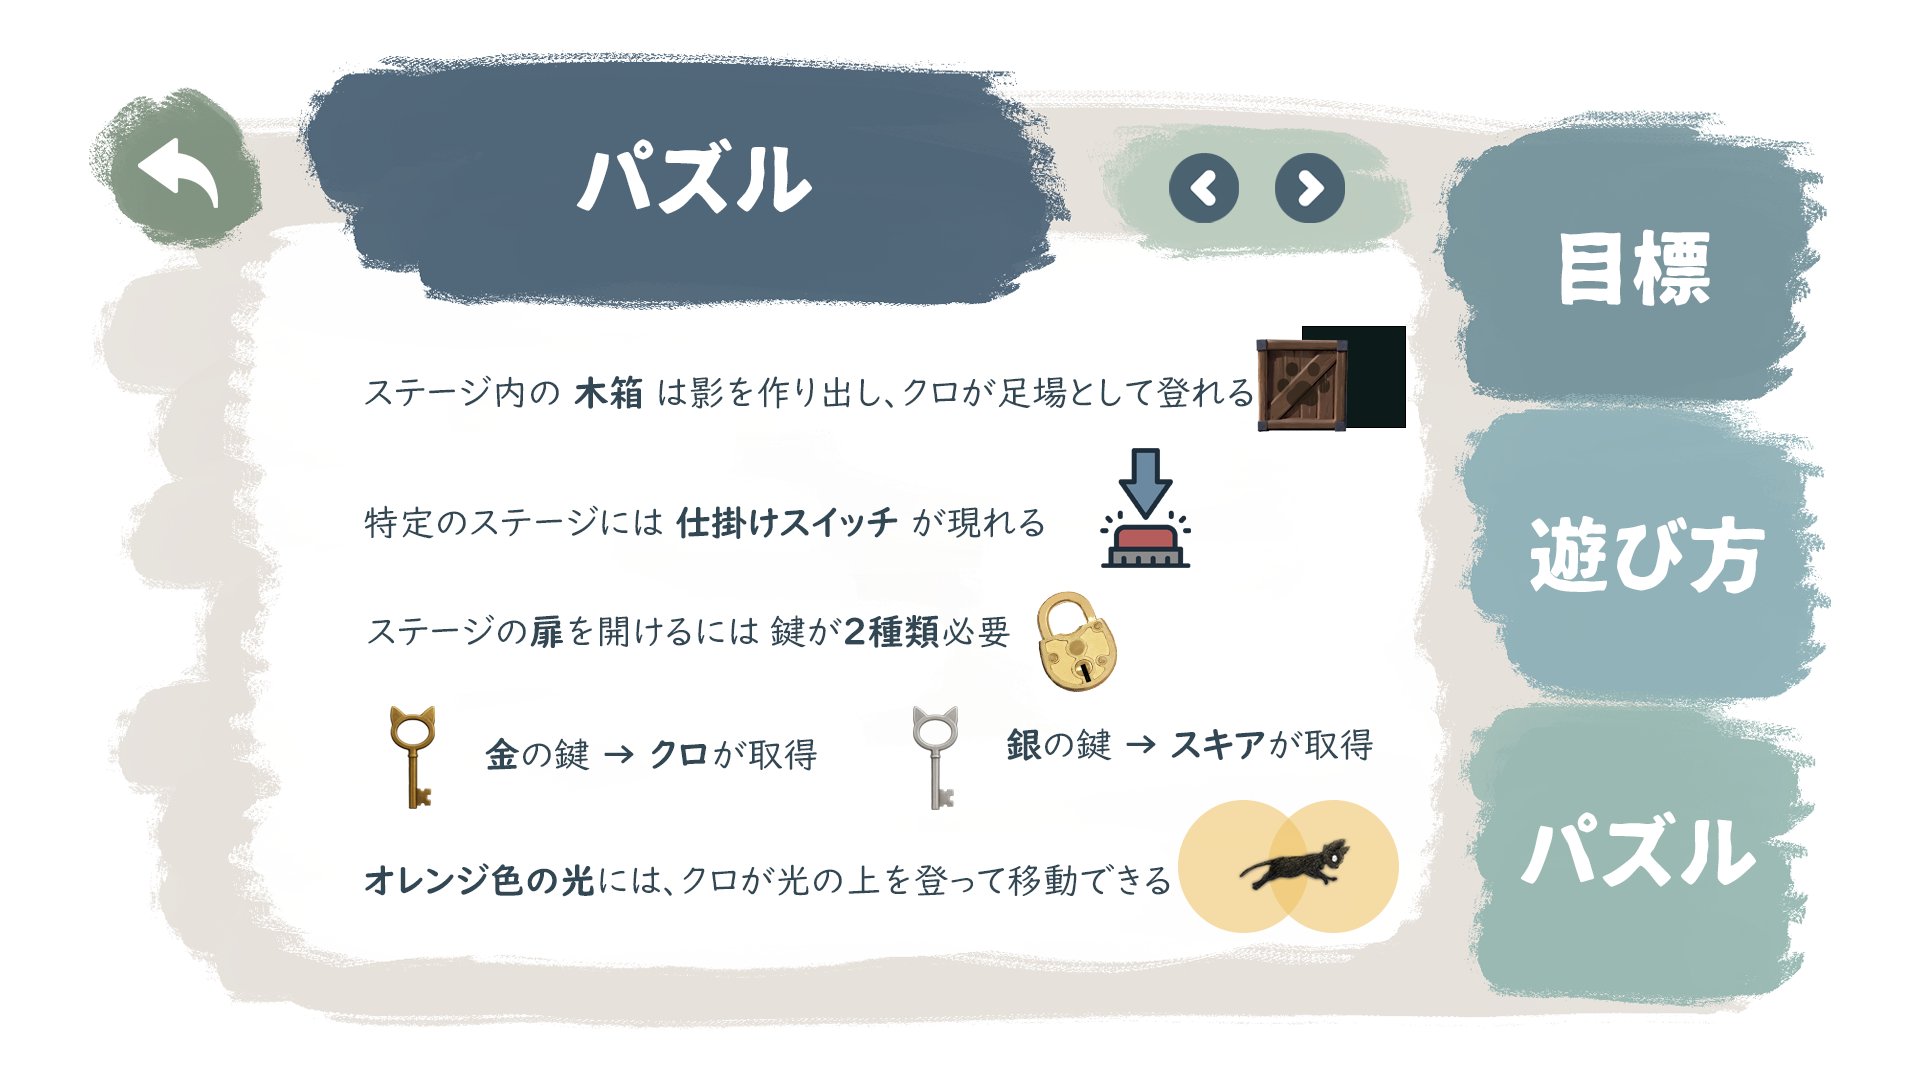 パズル
ステージ内の 木箱 は影を作り出し、クロが足場として登れる
特定のステージには 仕掛けスイッチ が現れる
ステージの扉を開けるには 鍵が2種類必要
金の鍵 → クロが取得
銀の鍵 → スキアが取得
オレンジ色の光には、クロが光の上を登って移動できる
目標
遊び方
パズル